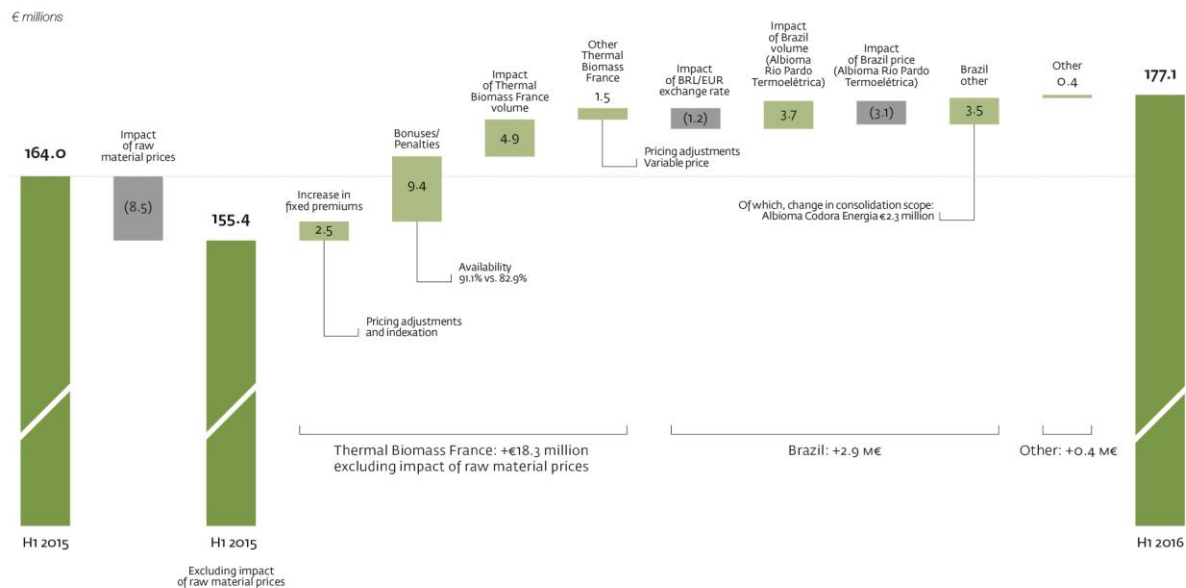 € millions
164.0
Impact
of raw
material prices
(8.5)
155.4
Increase in
fixed premiums
2.5
Pricing adjustments
and indexation
Bonuses/
Penalties
9.4
Availability
91.1% vs. 82.9%
Impact
of Thermal
Biomass France
volume
4.9
Other
Thermal
Biomass
France
1.5
Pricing adjustments
Variable price
Impact
of BRL/EUR
exchange rate
(1.2)
Impact
of Brazil
volume
(Albioma
Rio Pardo
Termoelétrica)
3.7
Impact
of Brazil price
(Albioma Rio Pardo
Termoelétrica)
(3.1)
Brazil
other
3.5
Of which, change in consolidation scope:
Albioma Codora Energia €2.3 million
Other
0.4
177.1
Thermal Biomass France: +€18.3 million
excluding impact of raw material prices
Brazil: +2.9 M€
Other: +0.4 M€
H1 2015
H1 2015
Excluding impact
of raw material prices
H1 2016